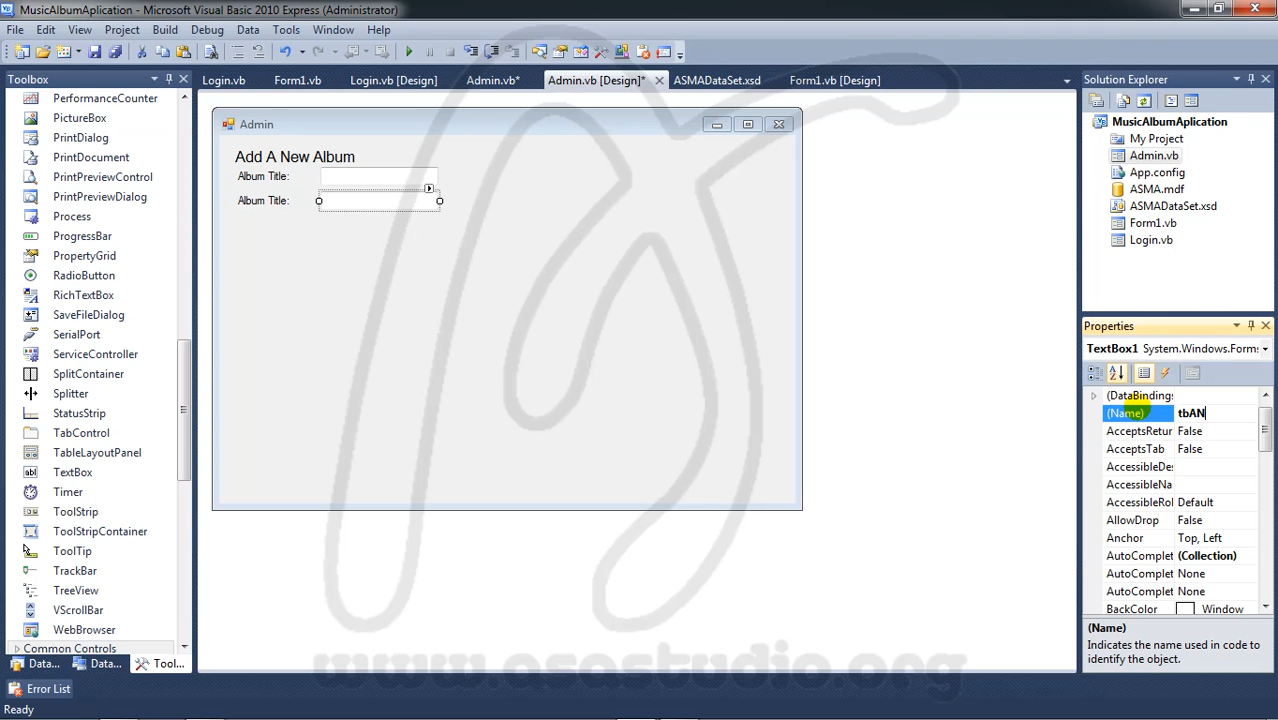 MusicAlbumAplication - Microsoft Visual Basic 2010 Express (Administrator)
File Edit View Project Build Debug Data Tools Window Help
Toolbox
PerformanceCounter
PictureBox
PrintDialog
PrintDocument
PrintPreviewControl
PrintPreviewDialog
Process
ProgressBar
PropertyGrid
RadioButton
RichTextBox
SaveFileDialog
SerialPort
ServiceController
SplitContainer
Splitter
StatusStrip
TabControl
TableLayoutPanel
TextBox
Timer
ToolStrip
ToolStripContainer
ToolTip
TrackBar
TreeView
VScrollBar
WebBrowser
Common Controls
Data... Data... Tool...
Error List
Ready
Login.vb Form1.vb Login.vb [Design] Admin.vb* Admin.vb [Design]* ASMADataSet.xsd Form1.vb [Design]
Admin
Add A New Album
Album Title:
Album Title:
www.asastudio.org
Solution Explorer
MusicAlbumAplication
My Project
Admin.vb
App.config
ASMA.mdf
ASMADataSet.xsd
Form1.vb
Login.vb
Properties
TextBox1 System.Windows.Forms
(DataBindings
(Name) tbAN
AcceptsRetur False
AcceptsTab False
AccessibleDes
AccessibleNa
AccessibleRol Default
AllowDrop False
Anchor Top, Left
AutoComplet (Collection)
AutoComplet None
AutoComplet None
BackColor Window
(Name)
Indicates the name used in code to
identify the object.